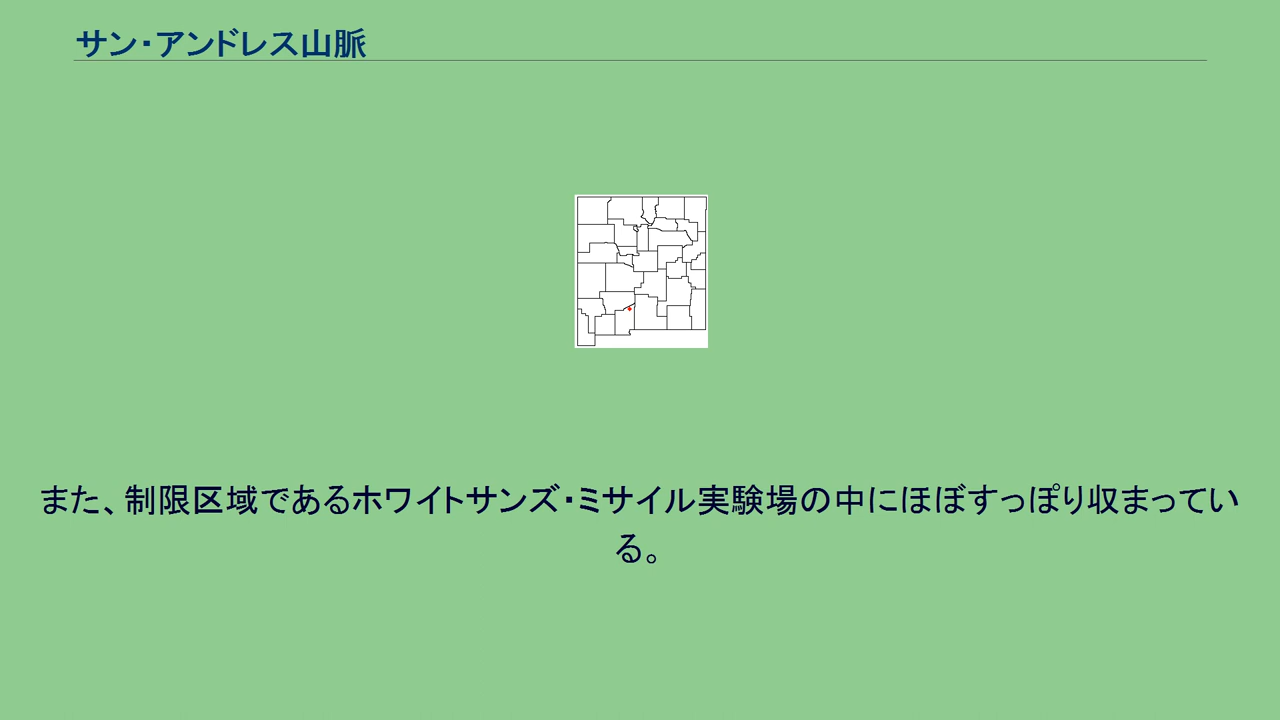 サン・アンドレス山脈
また、制限区域であるホワイトサンズ・ミサイル実験場の中にほぼすっぽり収まってい
る。